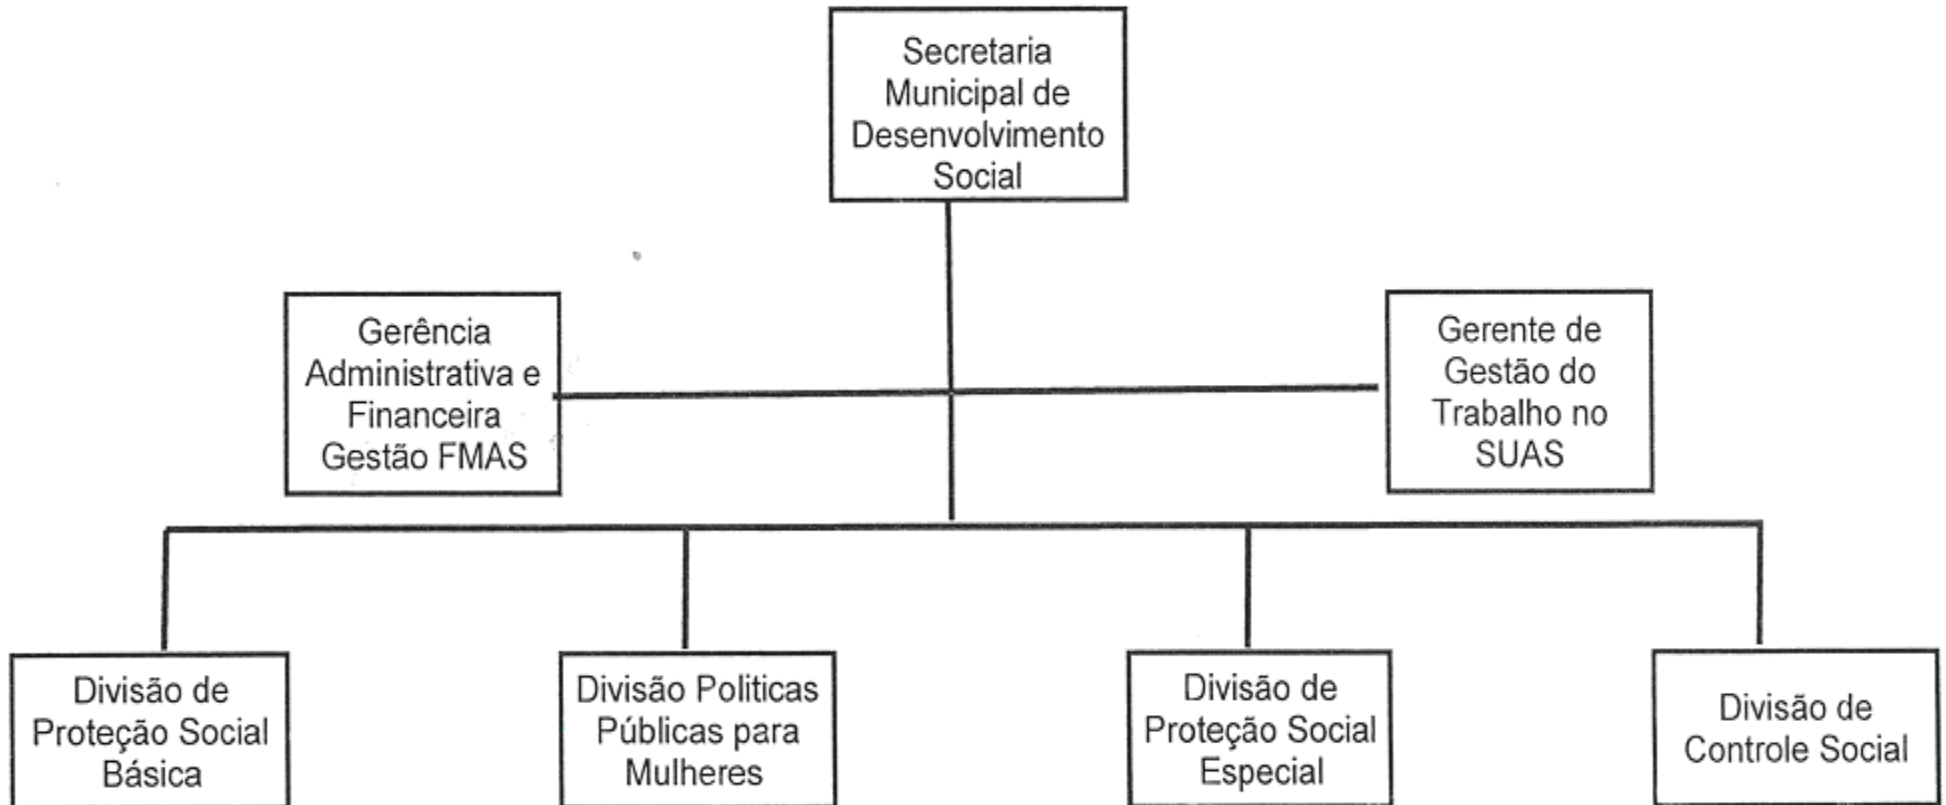 Secretaria
Municipal de
Desenvolvimento
Social
Gerência
Administrativa e
Financeira
Gestão FMAS
Gerente de
Gestão do
Trabalho no
SUAS
Divisão de
Proteção Social
Básica
Divisão Politicas
Públicas para
Mulheres
Divisão de
Proteção Social
Especial
Divisão de
Controle Social